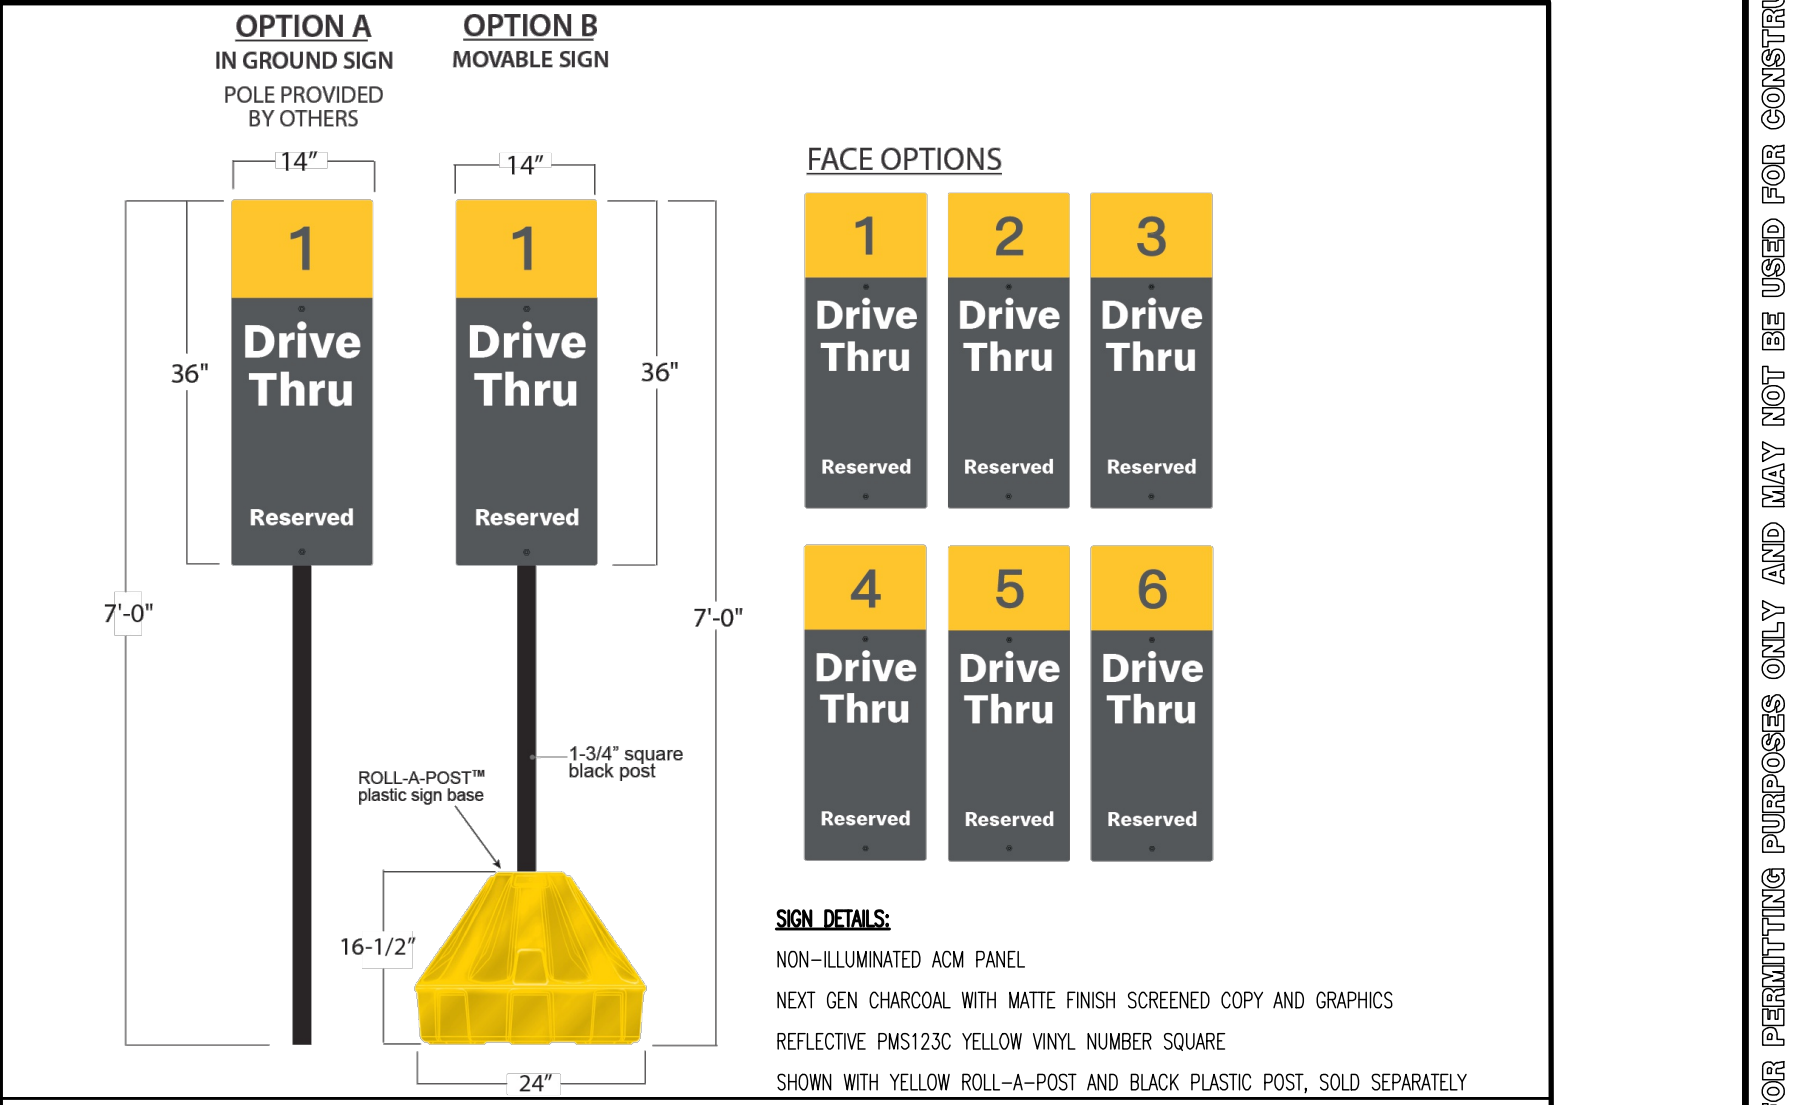 OPTION A
IN GROUND SIGN
POLE PROVIDED
BY OTHERS
OPTION B
MOVABLE SIGN
14”
14”
1
Drive
Thru
Reserved
1
Drive
Thru
Reserved
36"
36"
7'-0"
7'-0"
1-3/4” square
black post
ROLL-A-POST™
plastic sign base
16-1/2”
24”
FACE OPTIONS
1
Drive
Thru
Reserved
2
Drive
Thru
Reserved
3
Drive
Thru
Reserved
4
Drive
Thru
Reserved
5
Drive
Thru
Reserved
6
Drive
Thru
Reserved
SIGN DETAILS:
NON-ILLUMINATED ACM PANEL
NEXT GEN CHARCOAL WITH MATTE FINISH SCREENED COPY AND GRAPHICS
REFLECTIVE PMS123C YELLOW VINYL NUMBER SQUARE
SHOWN WITH YELLOW ROLL-A-POST AND BLACK PLASTIC POST, SOLD SEPARATELY
FOR PERMITTING PURPOSES ONLY AND MAY NOT BE USED FOR CONSTRU